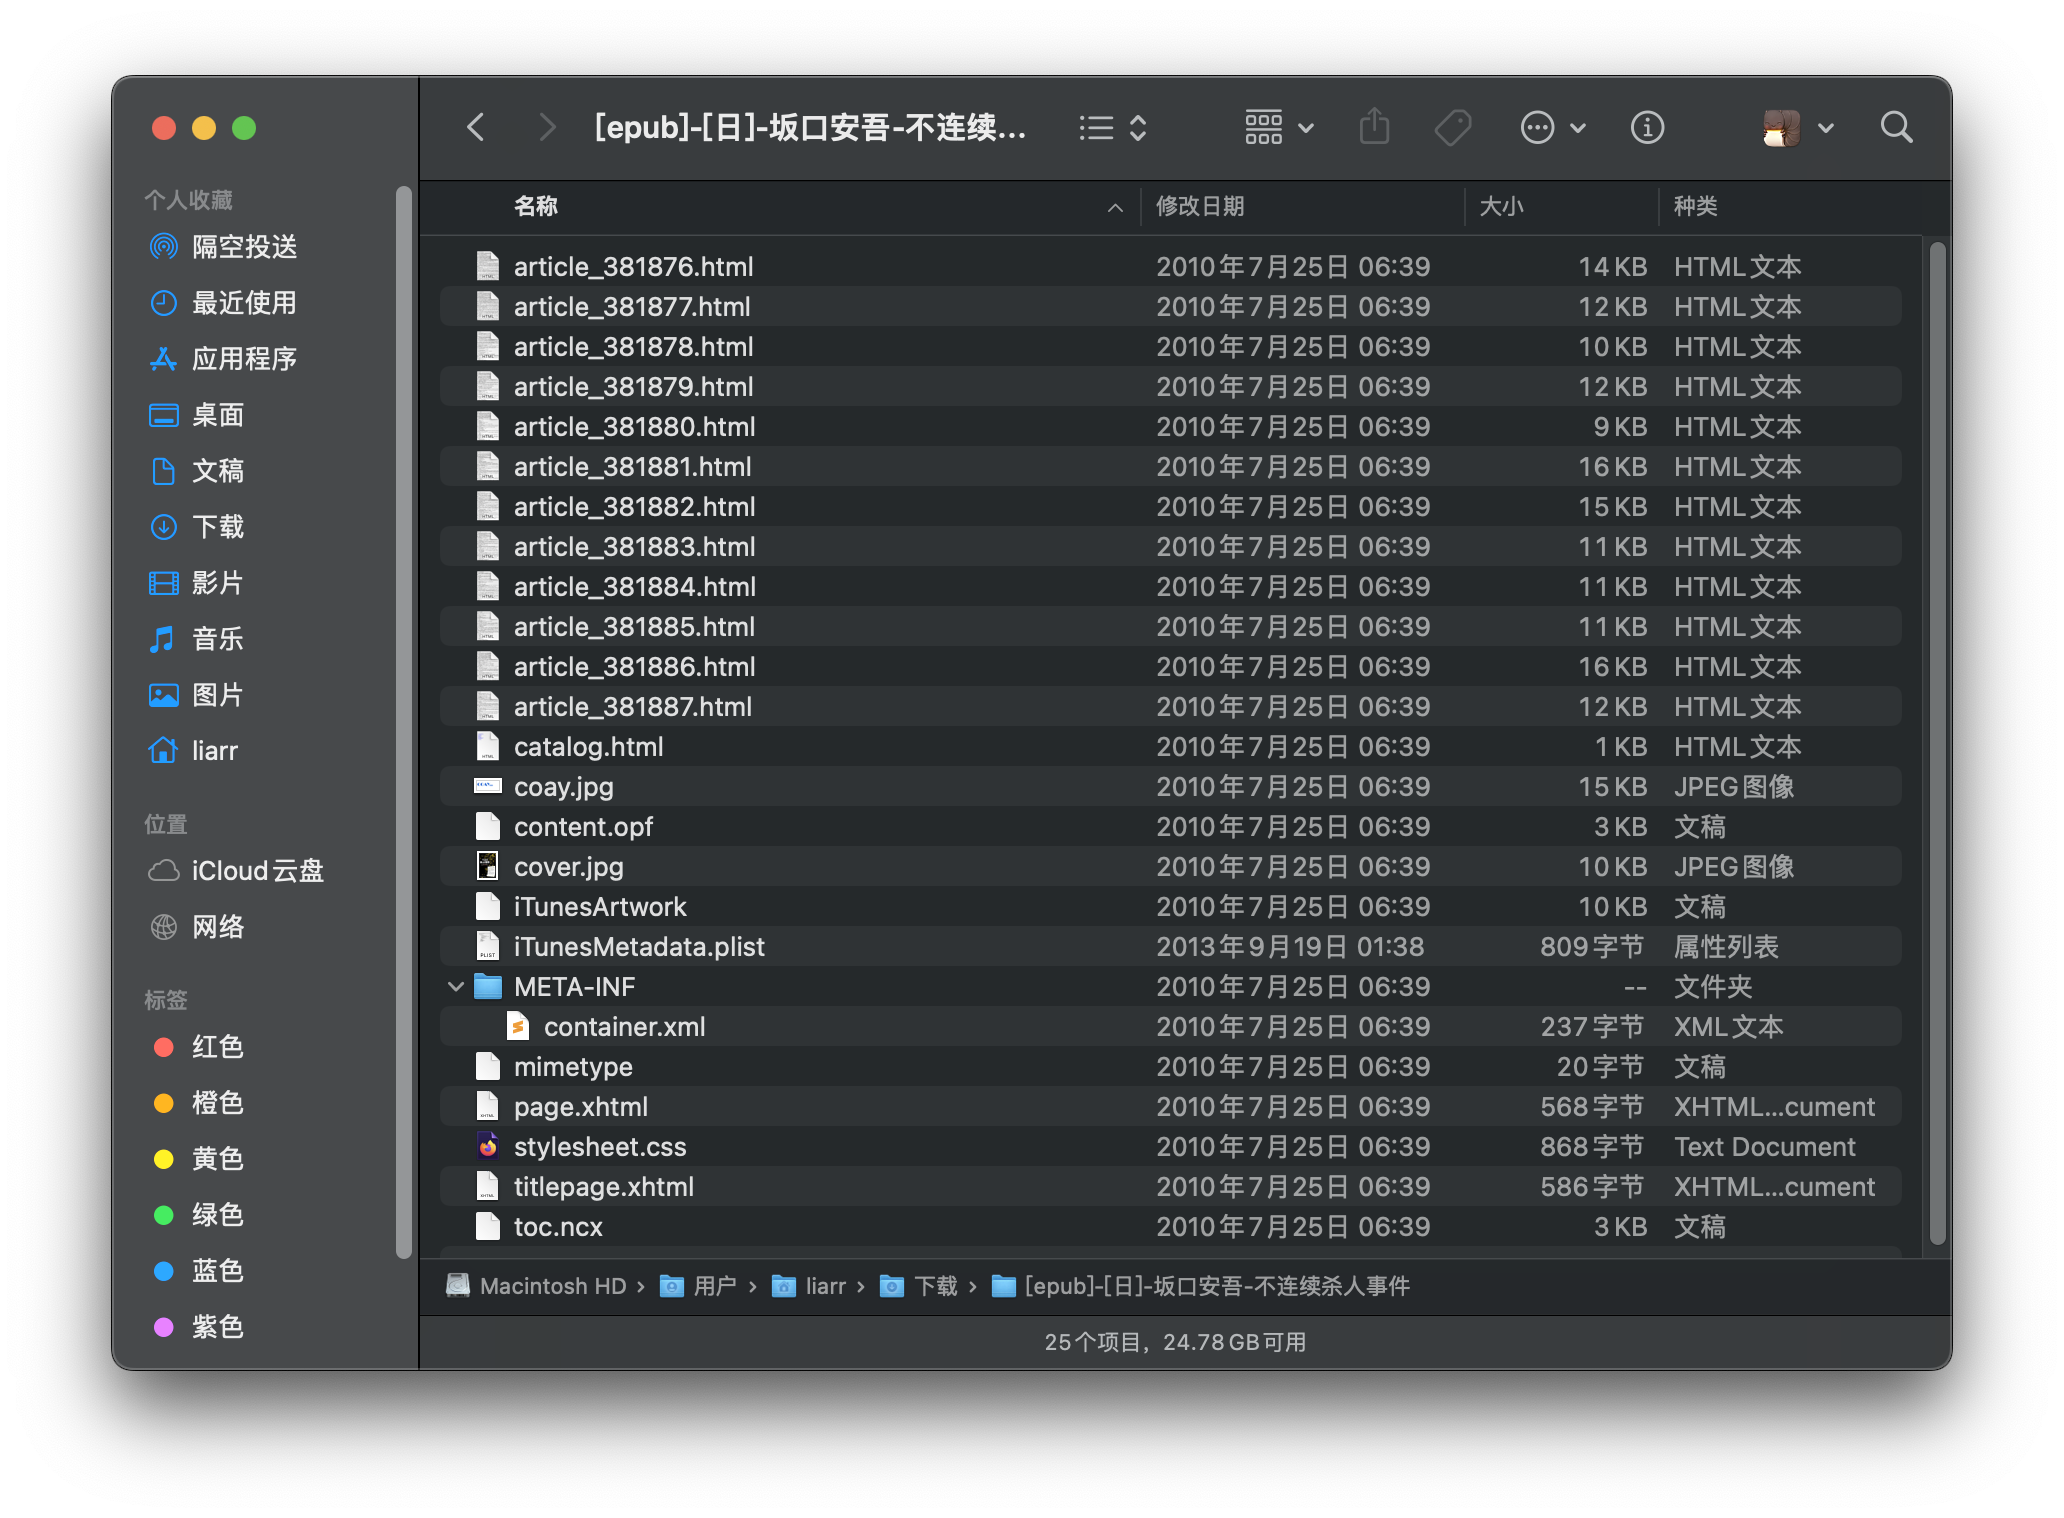 [epub]-[日]-坂口安吾-不连续...
个人收藏
隔空投送
最近使用
应用程序
桌面
文稿
下载
影片
音乐
图片
liarr
位置
iCloud云盘
网络
标签
红色
橙色
黄色
绿色
蓝色
紫色
名称 修改日期 大小 种类
article_381876.html 2010年7月25日 06:39 14 KB HTML文本
article_381877.html 2010年7月25日 06:39 12 KB HTML文本
article_381878.html 2010年7月25日 06:39 10 KB HTML文本
article_381879.html 2010年7月25日 06:39 12 KB HTML文本
article_381880.html 2010年7月25日 06:39 9 KB HTML文本
article_381881.html 2010年7月25日 06:39 16 KB HTML文本
article_381882.html 2010年7月25日 06:39 15 KB HTML文本
article_381883.html 2010年7月25日 06:39 11 KB HTML文本
article_381884.html 2010年7月25日 06:39 11 KB HTML文本
article_381885.html 2010年7月25日 06:39 11 KB HTML文本
article_381886.html 2010年7月25日 06:39 16 KB HTML文本
article_381887.html 2010年7月25日 06:39 12 KB HTML文本
catalog.html 2010年7月25日 06:39 1 KB HTML文本
coay.jpg 2010年7月25日 06:39 15 KB JPEG图像
content.opf 2010年7月25日 06:39 3 KB 文稿
cover.jpg 2010年7月25日 06:39 10 KB JPEG图像
iTunesArtwork 2010年7月25日 06:39 10 KB 文稿
iTunesMetadata.plist 2013年9月19日 01:38 809字节 属性列表
META-INF 2010年7月25日 06:39 -- 文件夹
container.xml 2010年7月25日 06:39 237字节 XML文本
mimetype 2010年7月25日 06:39 20字节 文稿
page.xhtml 2010年7月25日 06:39 568字节 XHTML...cument
stylesheet.css 2010年7月25日 06:39 868字节 Text Document
titlepage.xhtml 2010年7月25日 06:39 586字节 XHTML...cument
toc.ncx 2010年7月25日 06:39 3 KB 文稿
Macintosh HD › 用户 › liarr › 下载 › [epub]-[日]-坂口安吾-不连续杀人事件
25个项目，24.78 GB可用